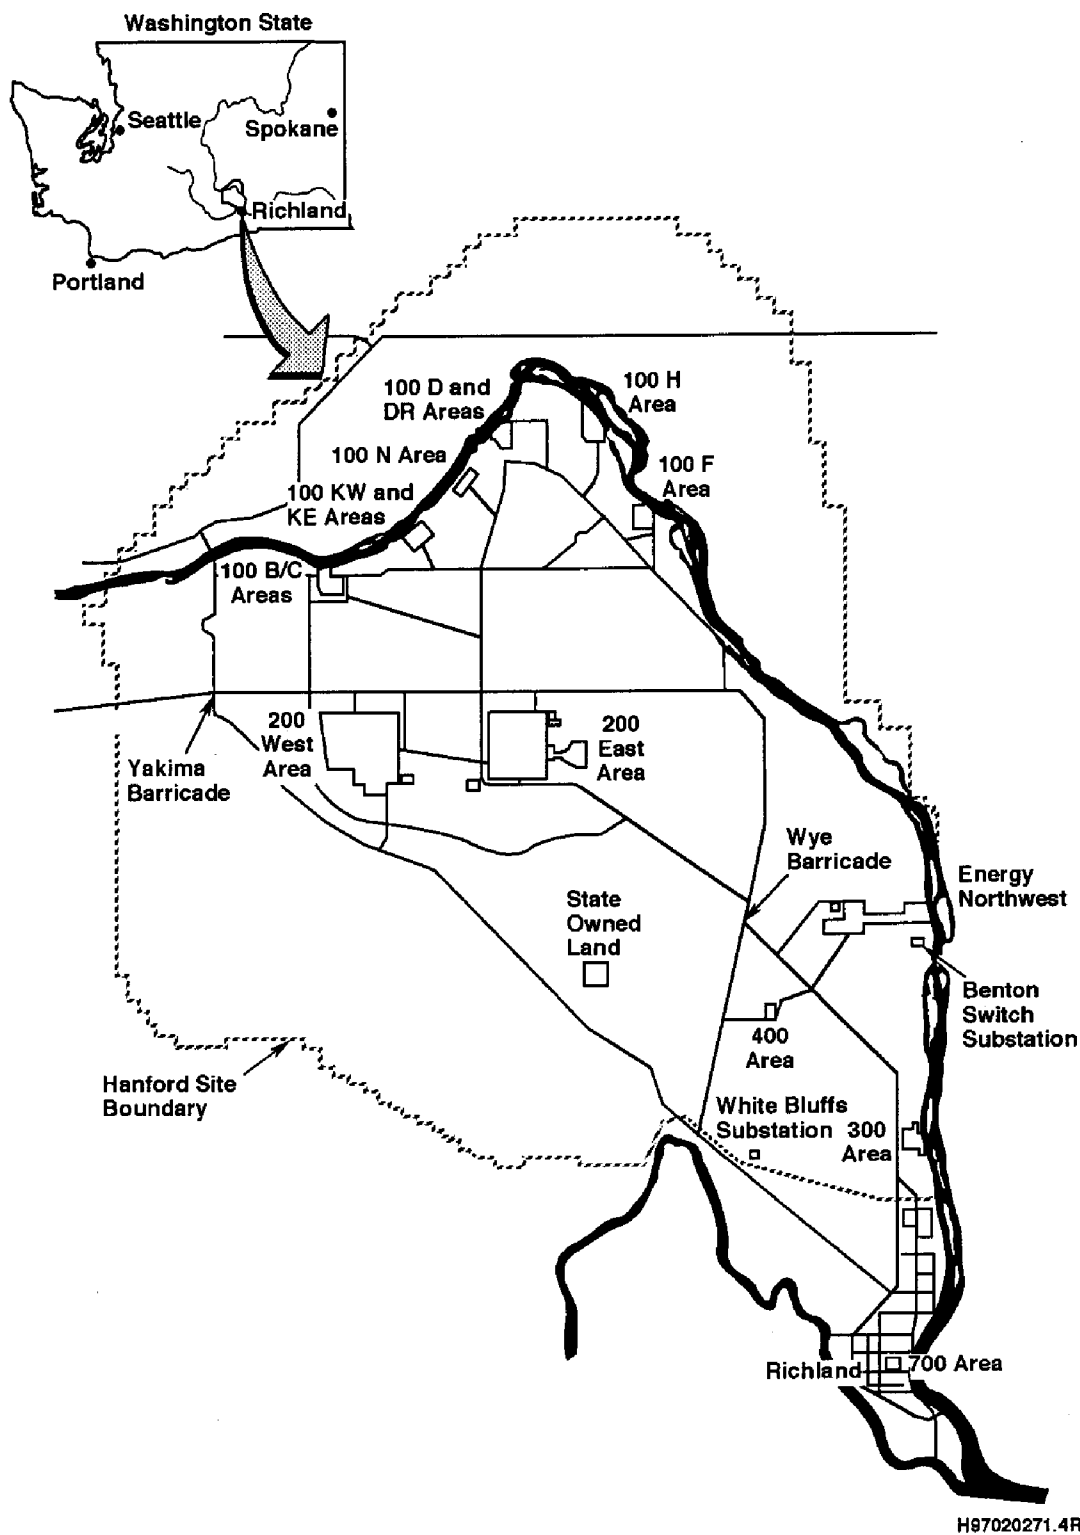 Washington State
Seattle
Spokane
Richland
Portland
100 D and
DR Areas
100 H
Area
100 N Area
100 F
Area
100 KW and
KE Areas
100 B/C
Areas
200
West
Area
200
East
Area
Yakima
Barricade
Wye
Barricade
Energy
Northwest
State
Owned
Land
Benton
Switch
Substation
400
Area
Hanford Site
Boundary
White Bluffs
Substation
300
Area
Richland
700 Area
H97020271.4R